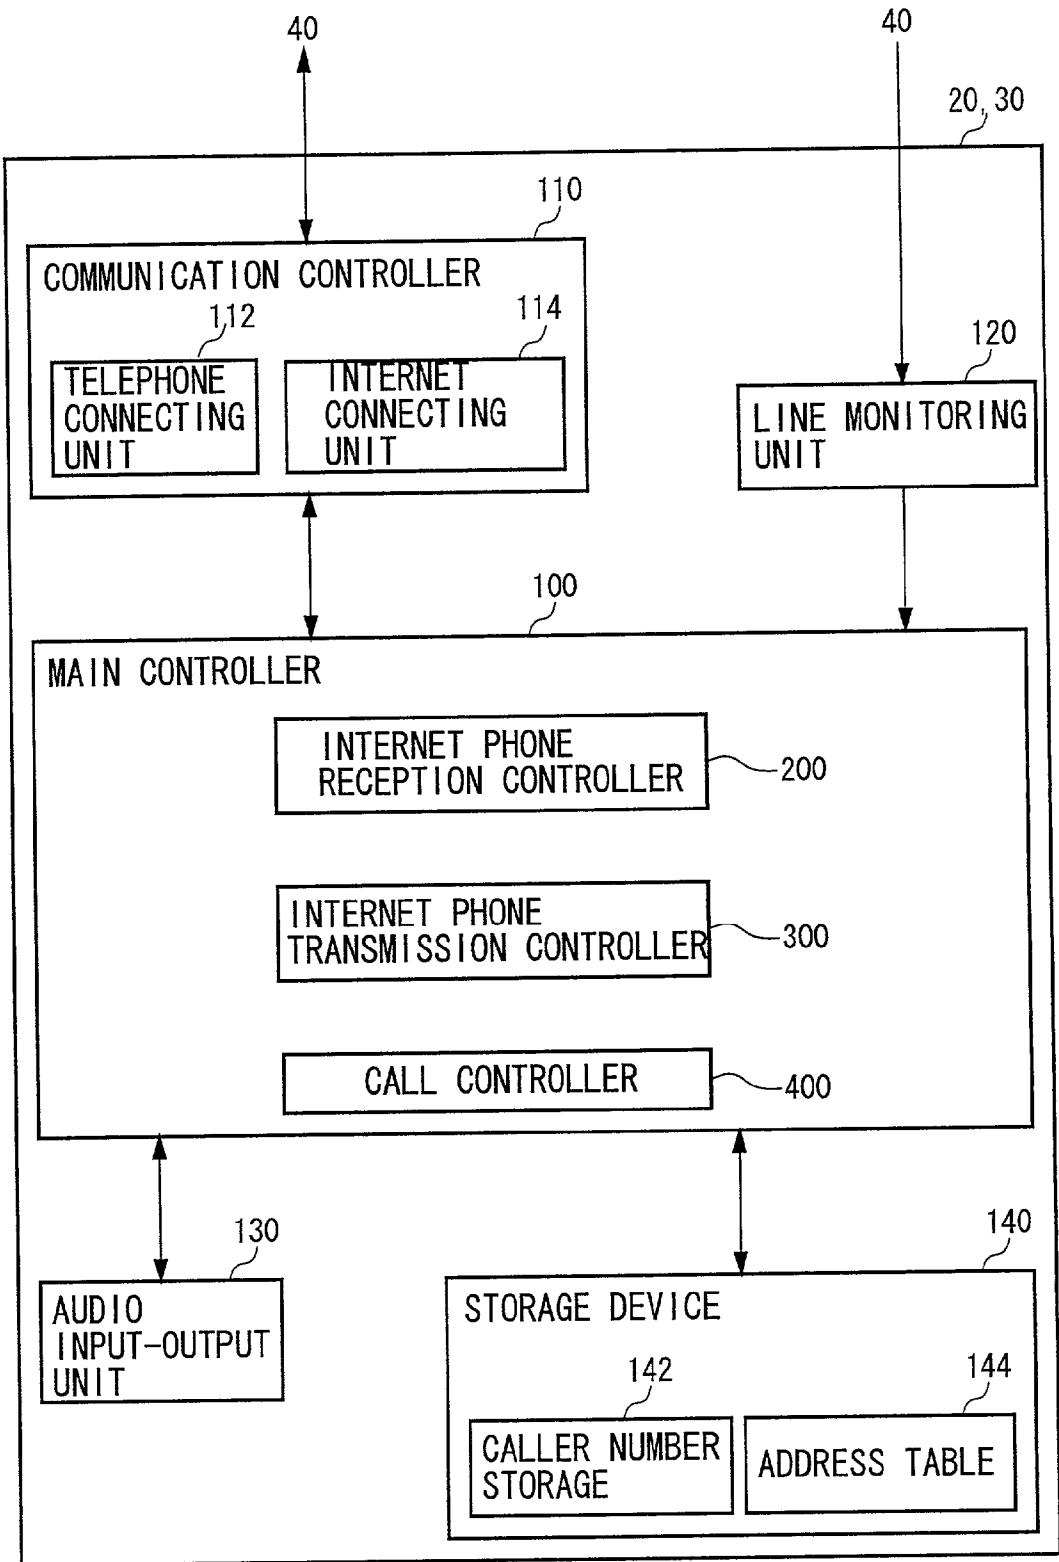 40
40
20, 30
110
COMMUNICATION CONTROLLER
112
114
TELEPHONE
CONNECTING
UNIT
INTERNET
CONNECTING
UNIT
120
LINE MONITORING
UNIT
100
MAIN CONTROLLER
INTERNET PHONE
RECEPTION CONTROLLER
200
INTERNET PHONE
TRANSMISSION CONTROLLER
300
CALL CONTROLLER
400
130
AUDIO
INPUT-OUTPUT
UNIT
140
STORAGE DEVICE
142
144
CALLER NUMBER
STORAGE
ADDRESS TABLE